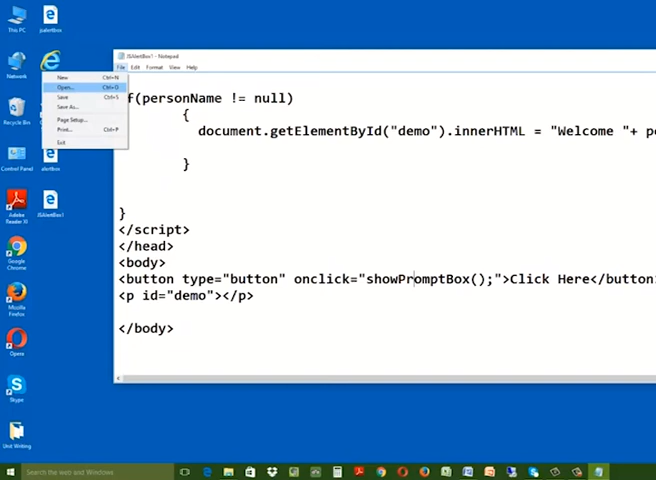 This PC
jsalertbox
Network
Recycle Bin
Control Panel
alertbox
Adobe
Reader XI
JSAlertBox1
Google
Chrome
Mozilla
Firefox
Opera
Skype
Unit Writing
JSAlertBox1 - Notepad
File Edit Format View Help
New Ctrl+N
Open... Ctrl+O
Save Ctrl+S
Save As...
Page Setup...
Print... Ctrl+P
Exit
f(personName != null)
{
document.getElementById("demo").innerHTML = "Welcome "+ pe
}
}
</script>
</head>
<body>
<button type="button" onclick="showPromptBox();">Click Here</button
<p id="demo"></p>
</body>
Search the web and Windows